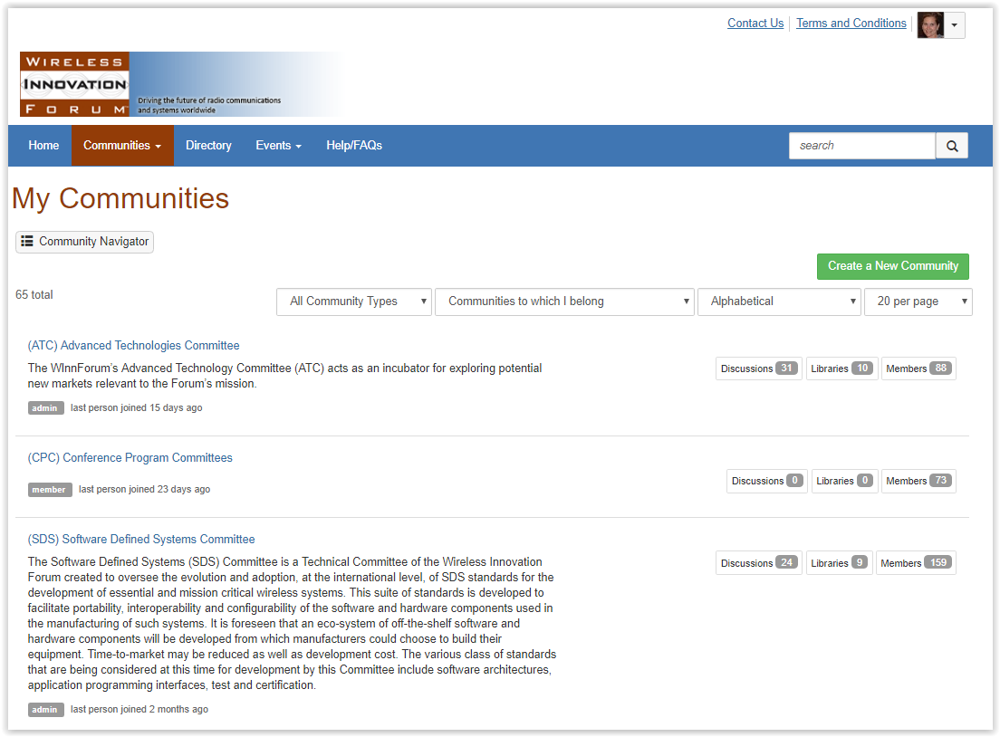 Contact Us Terms and Conditions
WIRELESS
INNOVATION
FORUM™
Driving the future of radio communications
and systems worldwide
Home Communities Directory Events Help/FAQs search
My Communities
Community Navigator
Create a New Community
65 total All Community Types Communities to which I belong Alphabetical 20 per page
(ATC) Advanced Technologies Committee
The WInnForum's Advanced Technology Committee (ATC) acts as an incubator for exploring potential
new markets relevant to the Forum's mission.
Discussions 31 Libraries 10 Members 88
admin last person joined 15 days ago
(CPC) Conference Program Committees
Discussions 0 Libraries 0 Members 73
member last person joined 23 days ago
(SDS) Software Defined Systems Committee
The Software Defined Systems (SDS) Committee is a Technical Committee of the Wireless Innovation
Discussions 24 Libraries 9 Members 159
Forum created to oversee the evolution and adoption, at the international level, of SDS standards for the
development of essential and mission critical wireless systems. This suite of standards is developed to
facilitate portability, interoperability and configurability of the software and hardware components used in
the manufacturing of such systems. It is foreseen that an eco-system of off-the-shelf software and
hardware components will be developed from which manufacturers could choose to build their
equipment. Time-to-market may be reduced as well as development cost. The various class of standards
that are being considered at this time for development by this Committee include software architectures,
application programming interfaces, test and certification.
admin last person joined 2 months ago